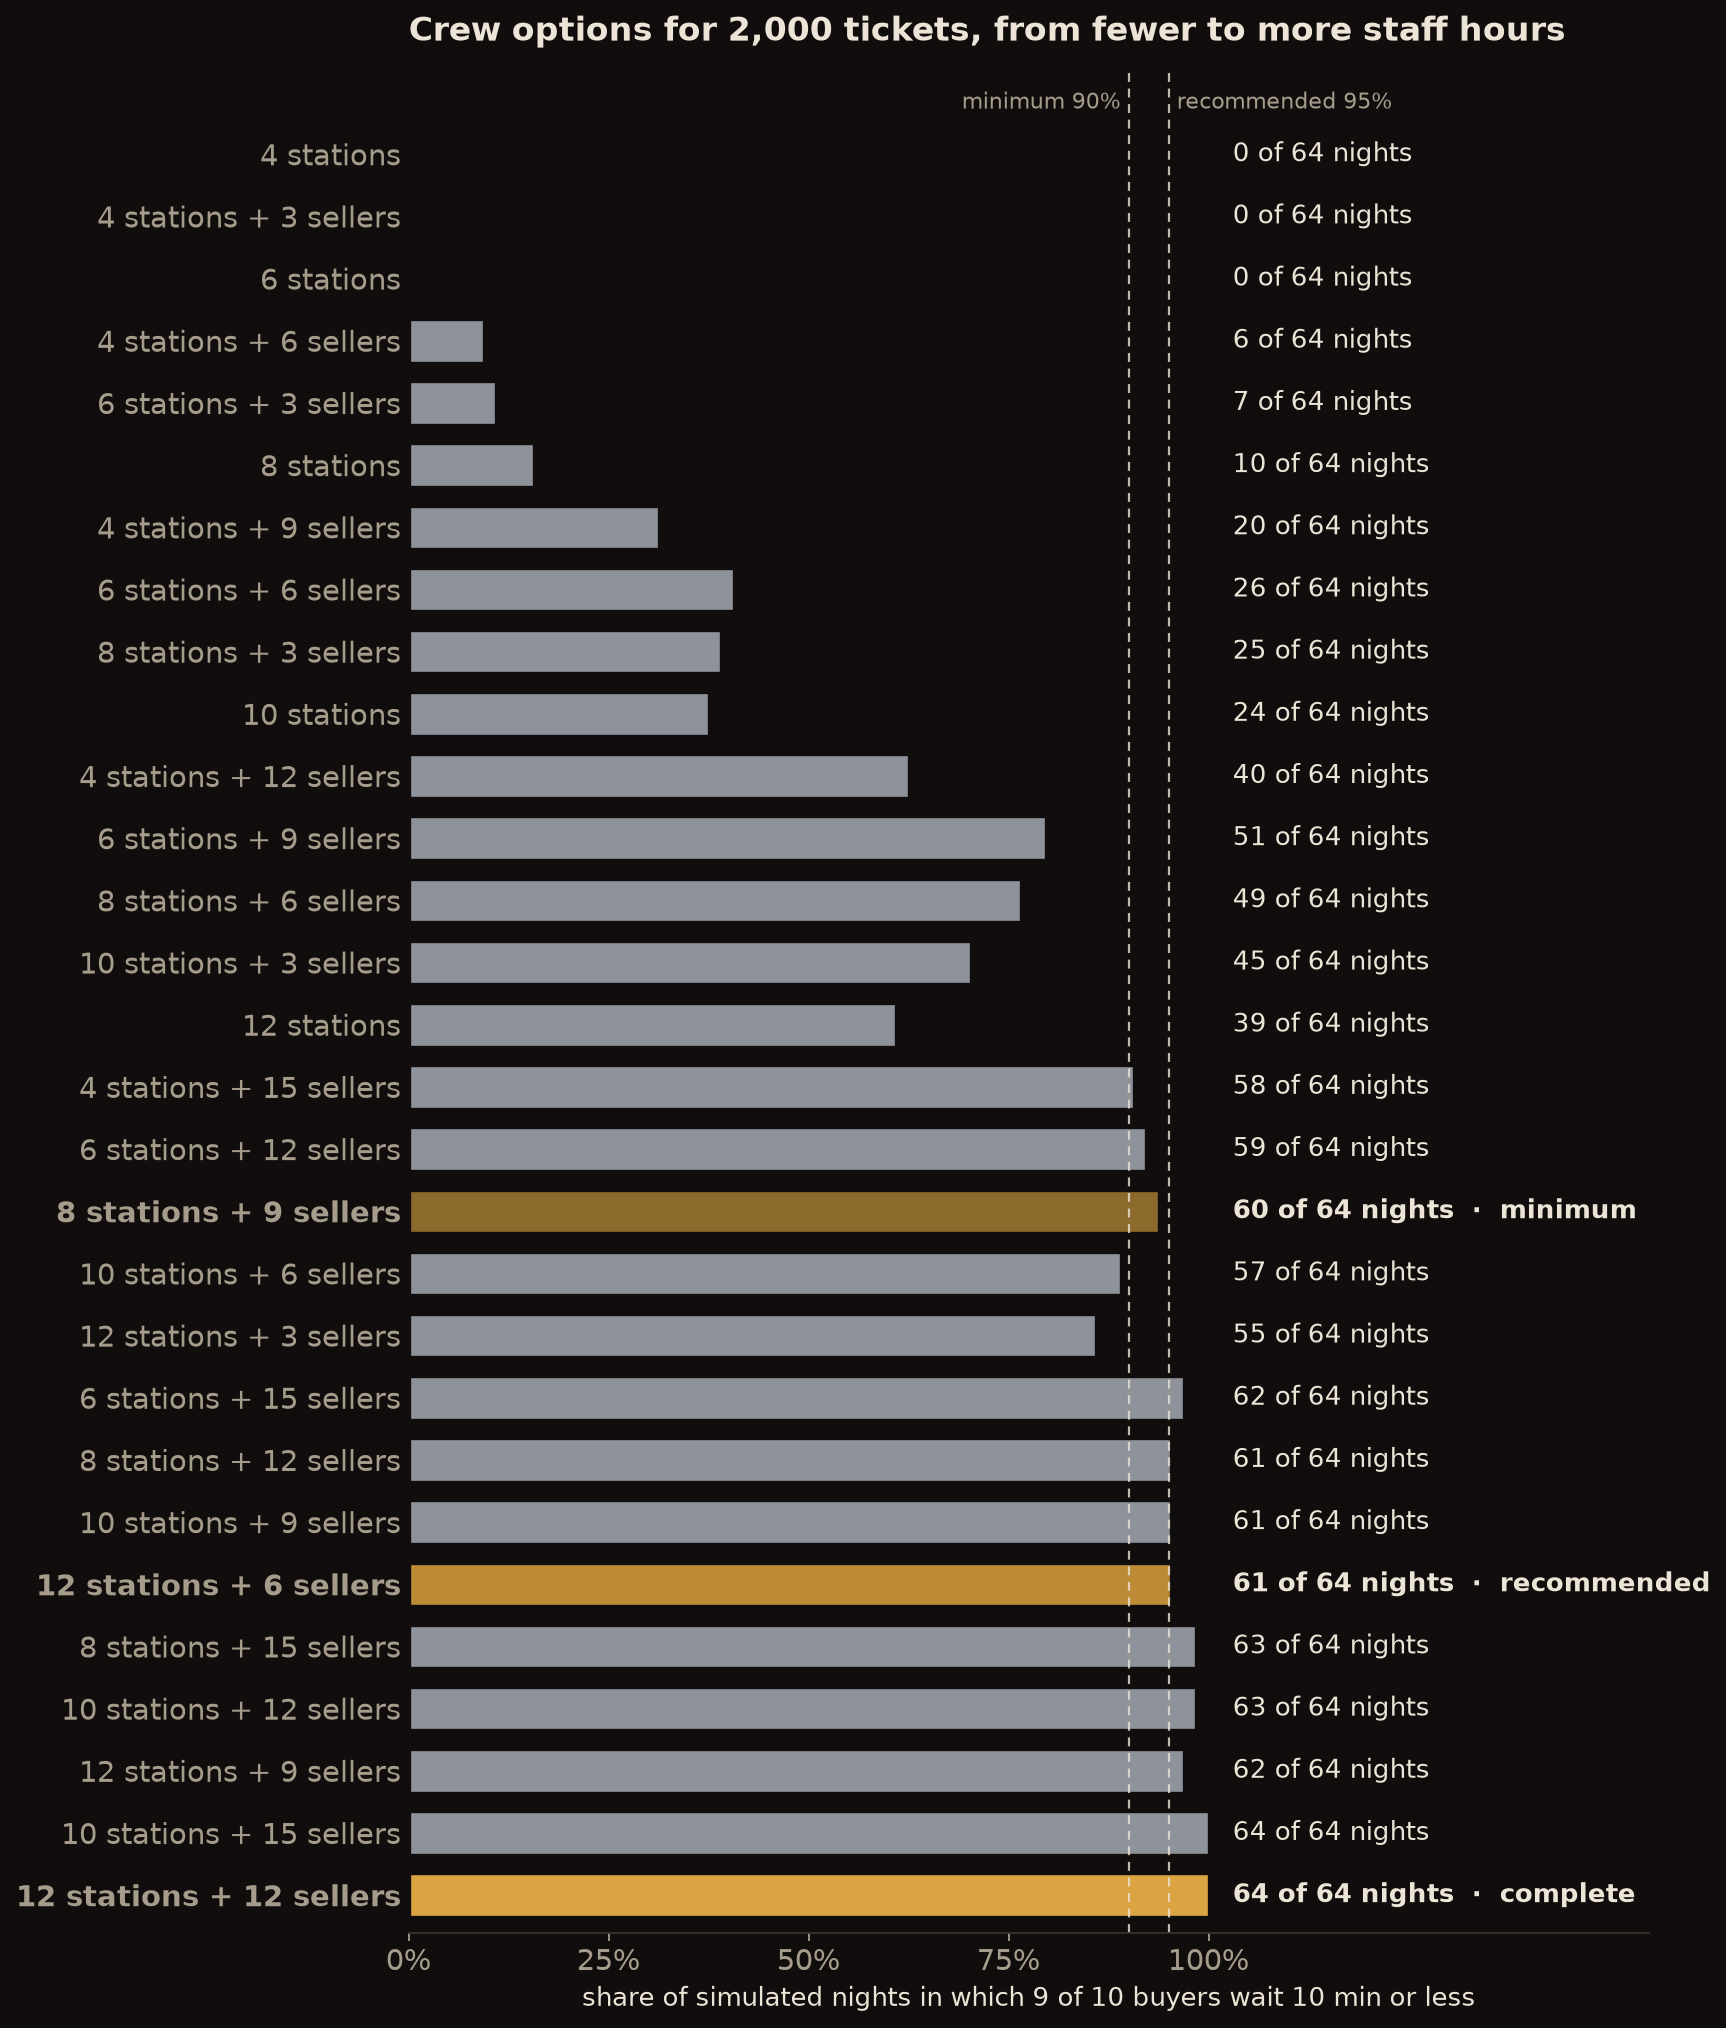 Crew options for 2,000 tickets, from fewer to more staff hours
minimum 90% recommended 95%
4 stations 0 of 64 nights
4 stations + 3 sellers 0 of 64 nights
6 stations 0 of 64 nights
4 stations + 6 sellers 6 of 64 nights
6 stations + 3 sellers 7 of 64 nights
8 stations 10 of 64 nights
4 stations + 9 sellers 20 of 64 nights
6 stations + 6 sellers 26 of 64 nights
8 stations + 3 sellers 25 of 64 nights
10 stations 24 of 64 nights
4 stations + 12 sellers 40 of 64 nights
6 stations + 9 sellers 51 of 64 nights
8 stations + 6 sellers 49 of 64 nights
10 stations + 3 sellers 45 of 64 nights
12 stations 39 of 64 nights
4 stations + 15 sellers 58 of 64 nights
6 stations + 12 sellers 59 of 64 nights
8 stations + 9 sellers 60 of 64 nights · minimum
10 stations + 6 sellers 57 of 64 nights
12 stations + 3 sellers 55 of 64 nights
6 stations + 15 sellers 62 of 64 nights
8 stations + 12 sellers 61 of 64 nights
10 stations + 9 sellers 61 of 64 nights
12 stations + 6 sellers 61 of 64 nights · recommended
8 stations + 15 sellers 63 of 64 nights
10 stations + 12 sellers 63 of 64 nights
12 stations + 9 sellers 62 of 64 nights
10 stations + 15 sellers 64 of 64 nights
12 stations + 12 sellers 64 of 64 nights · complete
0% 25% 50% 75% 100%
share of simulated nights in which 9 of 10 buyers wait 10 min or less